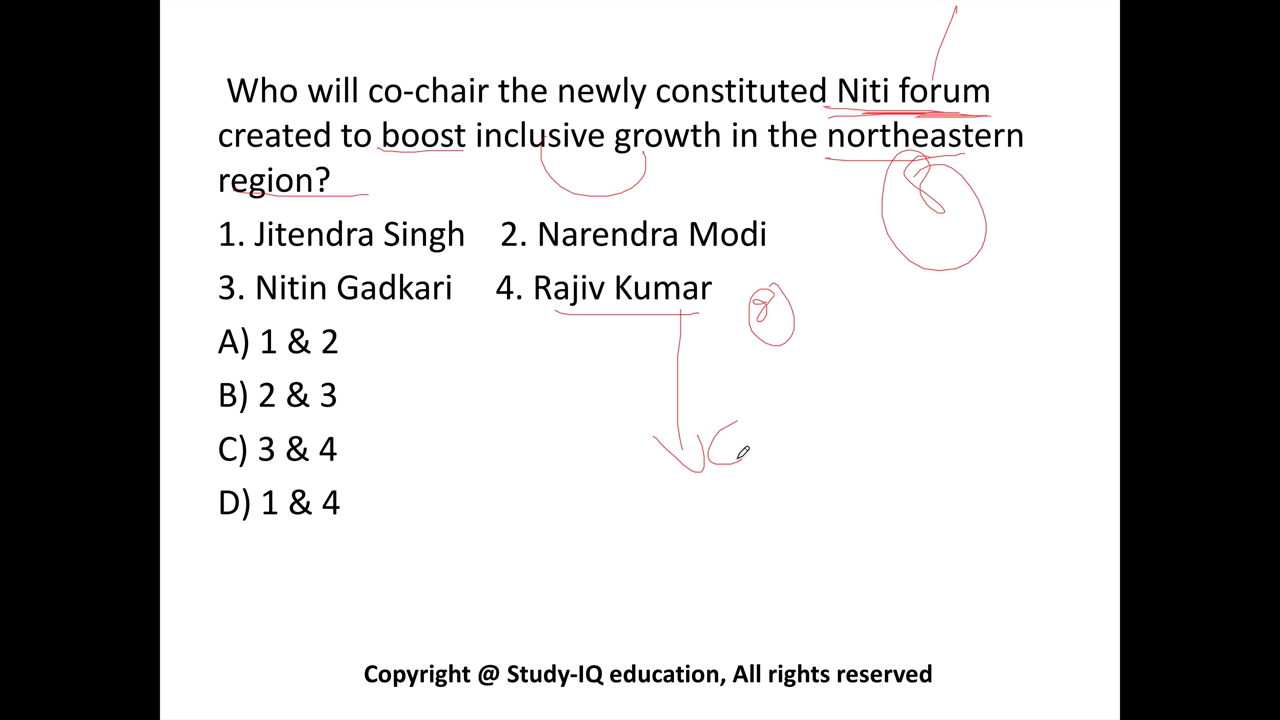 Who will co-chair the newly constituted Niti forum
created to boost inclusive growth in the northeastern
region?
1. Jitendra Singh 2. Narendra Modi
3. Nitin Gadkari 4. Rajiv Kumar
8
8
A) 1 & 2
B) 2 & 3
C) 3 & 4
D) 1 & 4
Copyright @ Study-IQ education, All rights reserved